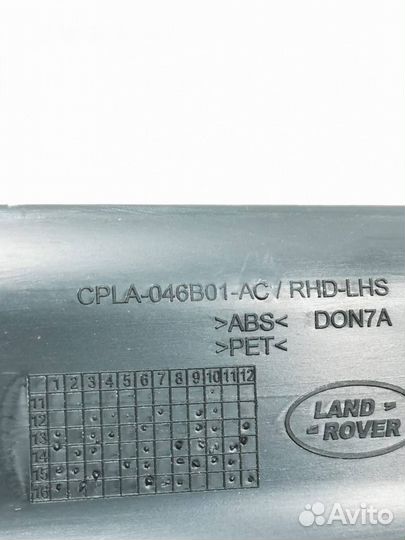 CPLA-046B01-AC / RHD-LHS
>ABS< DON7A
>PET<
1 2 3 4 5 6 7 8 9 10 11 12
11
12
13
14
15
16
LAND
ROVER
Avito